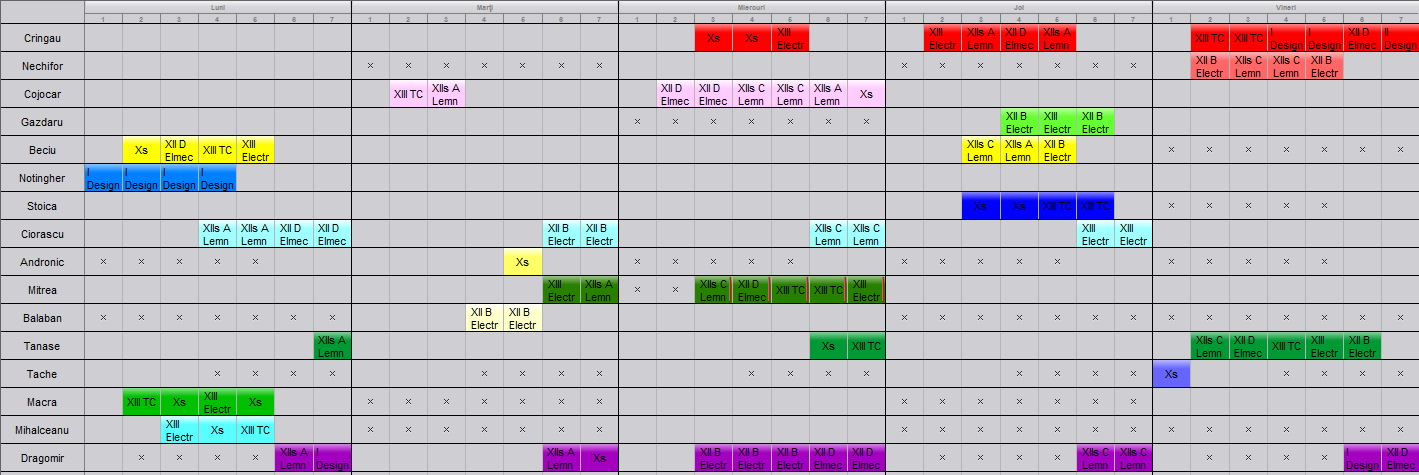 Luni Marţi Miercuri Joi Vineri
1 2 3 4 5 6 7 1 2 3 4 5 6 7 1 2 3 4 5 6 7 1 2 3 4 5 6 7 1 2 3 4 5 6 7
Cringau Xs Xs XIII Electr XIII Electr XIIs A Lemn XII D Elmec XIIs A Lemn XIII TC XIII TC I Design I Design XII D Elmec II Design
Nechifor × × × × × × × × × × × × × × XII B Electr XIIs C Lemn XIIs C Lemn XII B Electr
Cojocar XIII TC XIIs A Lemn XII D Elmec XII D Elmec XIIs C Lemn XIIs C Lemn XIIs A Lemn Xs
Gazdaru × × × × × × × XII B Electr XIII Electr XII B Electr
Beciu Xs XII D Elmec XIII TC XIII Electr XIIs C Lemn XIIs A Lemn XII B Electr × × × × × × ×
Notingher I Design I Design I Design I Design
Stoica Xs Xs XIII TC XIII TC × × × × ×
Ciorascu XIIs A Lemn XIIs A Lemn XII D Elmec XII D Elmec XII B Electr XII B Electr XIIs C Lemn XIIs C Lemn XIII Electr XIII Electr
Andronic × × × × × Xs × × × × × × × × × × × × × ×
Mitrea XIII Electr XIIs A Lemn × × XIIs C Lemn XII D Elmec XIII TC XIII TC XIII Electr
Balaban × × × × × × × XII B Electr XII B Electr × × × × × × × × × × × × × ×
Tanase XIIs A Lemn Xs XIII TC XIIs C Lemn XII D Elmec XIII TC XIII Electr XII B Electr
Tache × × × × × × × × × × × × × × × × Xs × × × ×
Macra XIII TC Xs XIII Electr Xs × × × × × × × × × × × × × × × × × × × × × × × × × × × ×
Mihalceanu XIII Electr Xs XIII TC × × × × × × × × × × × × × × × × × × × × × × × × × × × ×
Dragomir × × × × XIIs A Lemn I Design XIIs A Lemn Xs XII B Electr XII B Electr XII B Electr XII D Elmec XII D Elmec XIIs C Lemn XIIs C Lemn × × × × I Design XII D Elmec